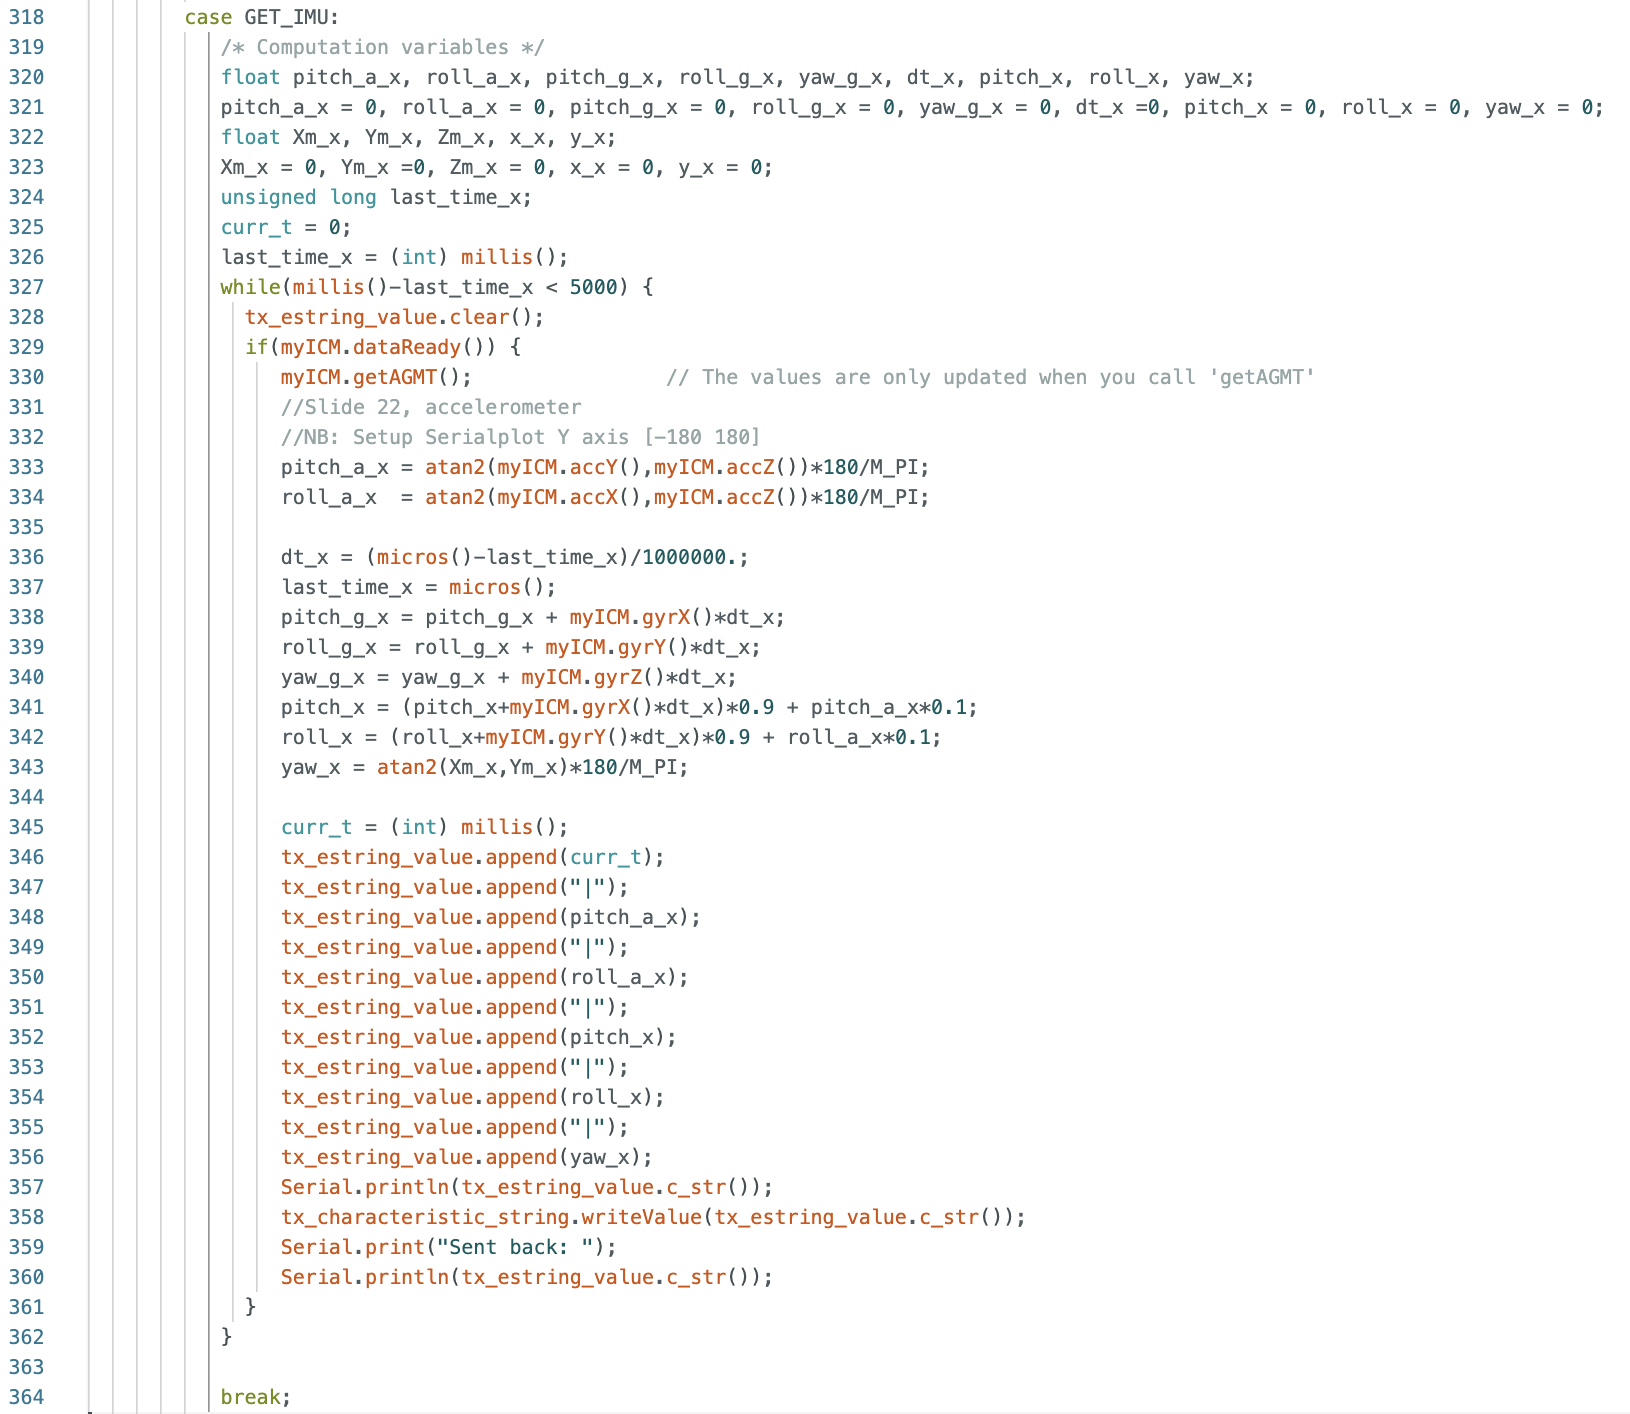 318 case GET_IMU:
319 /* Computation variables */
320 float pitch_a_x, roll_a_x, pitch_g_x, roll_g_x, yaw_g_x, dt_x, pitch_x, roll_x, yaw_x;
321 pitch_a_x = 0, roll_a_x = 0, pitch_g_x = 0, roll_g_x = 0, yaw_g_x = 0, dt_x =0, pitch_x = 0, roll_x = 0, yaw_x = 0;
322 float Xm_x, Ym_x, Zm_x, x_x, y_x;
323 Xm_x = 0, Ym_x =0, Zm_x = 0, x_x = 0, y_x = 0;
324 unsigned long last_time_x;
325 curr_t = 0;
326 last_time_x = (int) millis();
327 while(millis()-last_time_x < 5000) {
328 tx_estring_value.clear();
329 if(myICM.dataReady()) {
330 myICM.getAGMT(); // The values are only updated when you call 'getAGMT'
331 //Slide 22, accelerometer
332 //NB: Setup Serialplot Y axis [-180 180]
333 pitch_a_x = atan2(myICM.accY(),myICM.accZ())*180/M_PI;
334 roll_a_x  = atan2(myICM.accX(),myICM.accZ())*180/M_PI;
335
336 dt_x = (micros()-last_time_x)/1000000.;
337 last_time_x = micros();
338 pitch_g_x = pitch_g_x + myICM.gyrX()*dt_x;
339 roll_g_x = roll_g_x + myICM.gyrY()*dt_x;
340 yaw_g_x = yaw_g_x + myICM.gyrZ()*dt_x;
341 pitch_x = (pitch_x+myICM.gyrX()*dt_x)*0.9 + pitch_a_x*0.1;
342 roll_x = (roll_x+myICM.gyrY()*dt_x)*0.9 + roll_a_x*0.1;
343 yaw_x = atan2(Xm_x,Ym_x)*180/M_PI;
344
345 curr_t = (int) millis();
346 tx_estring_value.append(curr_t);
347 tx_estring_value.append("|");
348 tx_estring_value.append(pitch_a_x);
349 tx_estring_value.append("|");
350 tx_estring_value.append(roll_a_x);
351 tx_estring_value.append("|");
352 tx_estring_value.append(pitch_x);
353 tx_estring_value.append("|");
354 tx_estring_value.append(roll_x);
355 tx_estring_value.append("|");
356 tx_estring_value.append(yaw_x);
357 Serial.println(tx_estring_value.c_str());
358 tx_characteristic_string.writeValue(tx_estring_value.c_str());
359 Serial.print("Sent back: ");
360 Serial.println(tx_estring_value.c_str());
361 }
362 }
363
364 break;